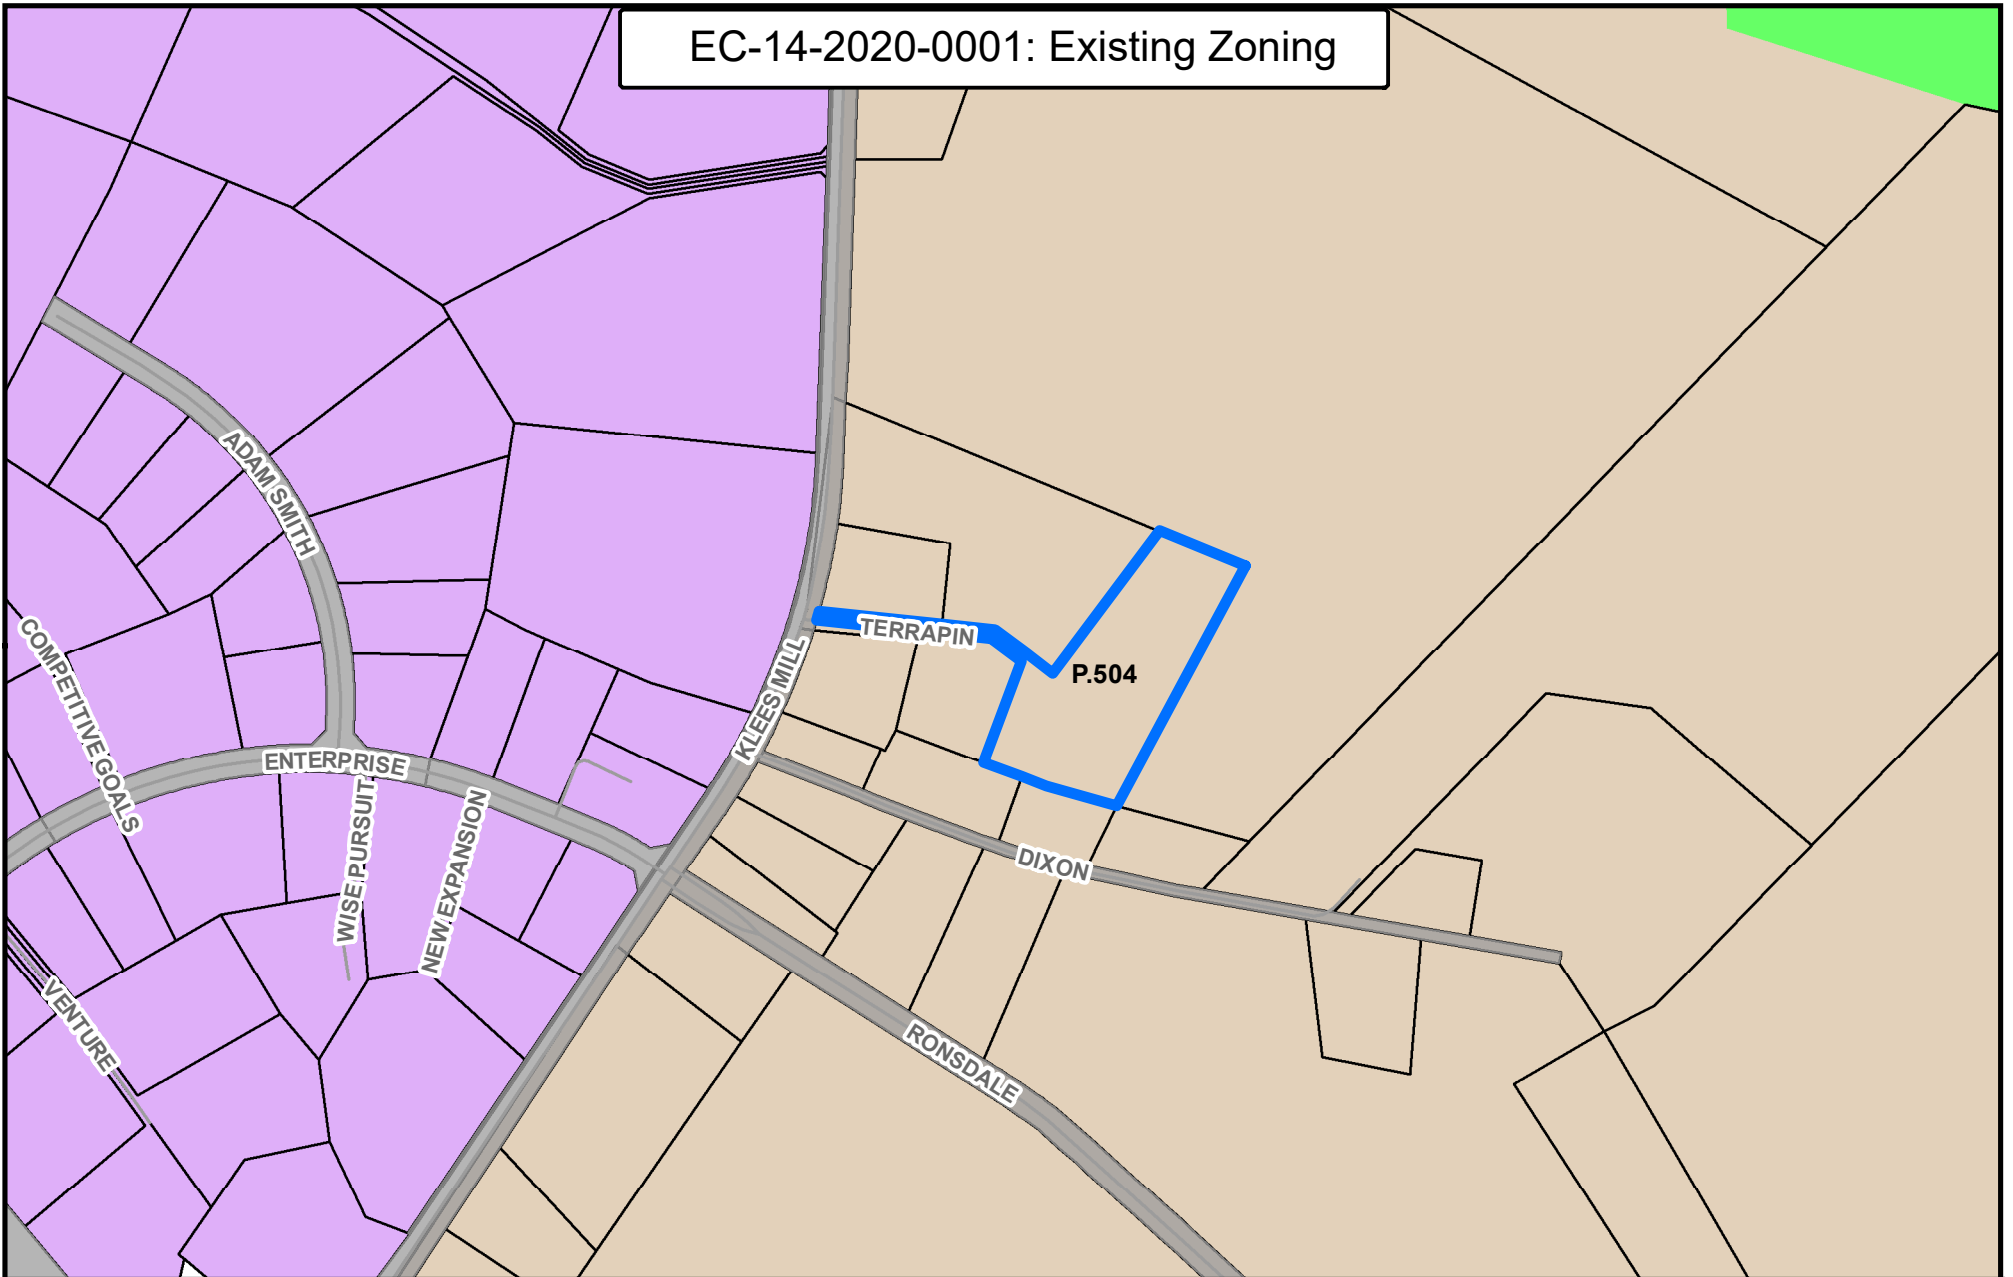 EC-14-2020-0001: Existing Zoning
ADAM SMITH
COMPETITIVE GOALS
TERRAPIN
P.504
KLEES MILL
ENTERPRISE
WISE PURSUIT
NEW EXPANSION
DIXON
VENTURE
RONSDALE